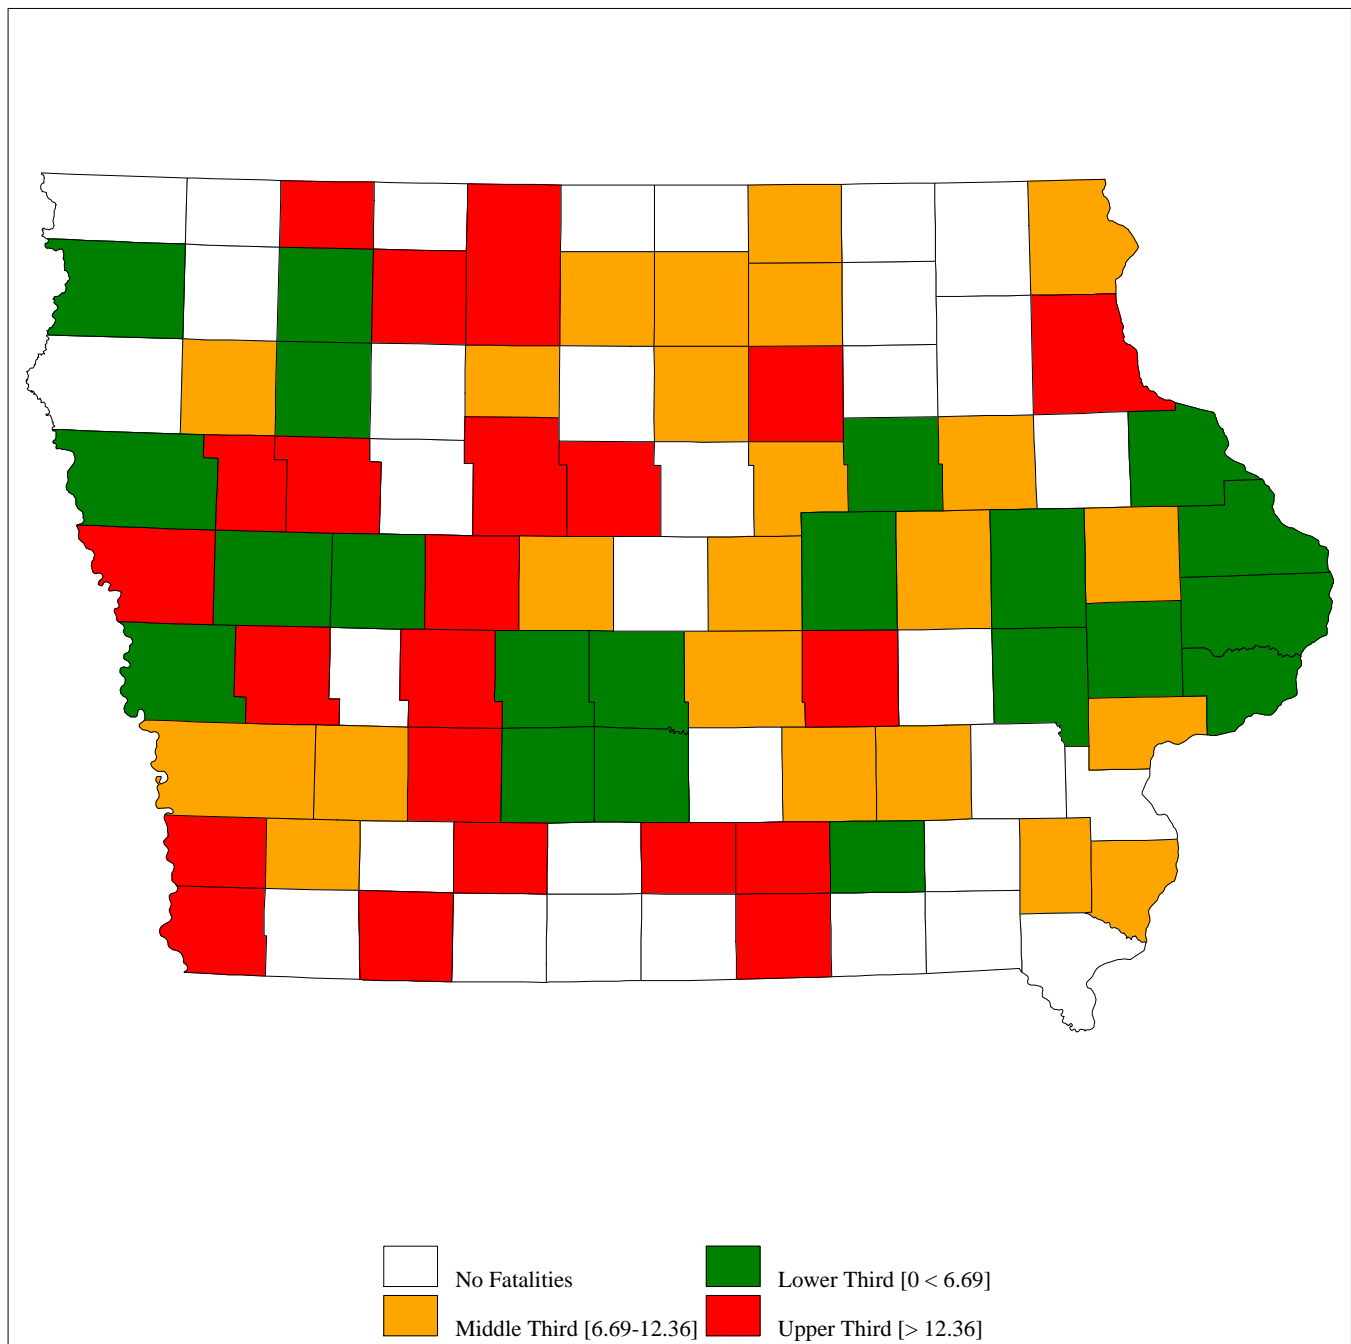 No Fatalities
Lower Third [0 < 6.69]
Middle Third [6.69-12.36]
Upper Third [> 12.36]